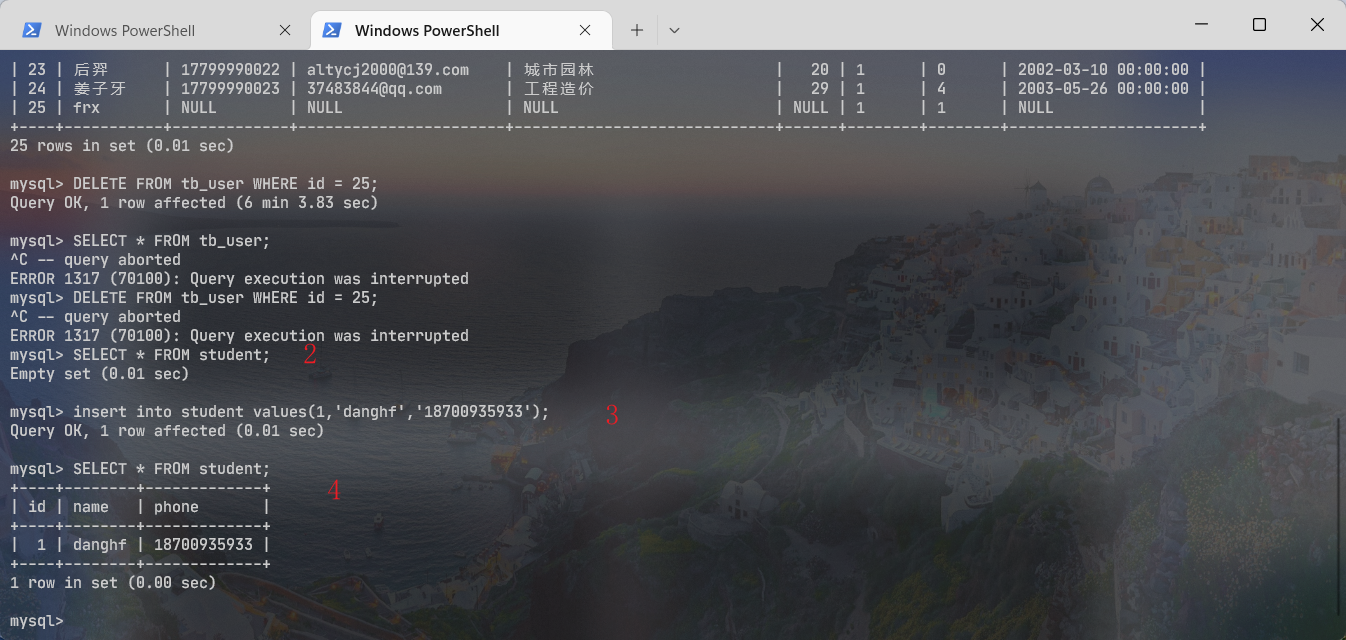 Windows PowerShell
Windows PowerShell
| 23 | 后羿 | 17799990022 | altycj2000@139.com | 城市园林 | 20 | 1 | 0 | 2002-03-10 00:00:00 |
| 24 | 姜子牙 | 17799990023 | 37483844@qq.com | 工程造价 | 29 | 1 | 4 | 2003-05-26 00:00:00 |
| 25 | frx | NULL | NULL | NULL | NULL | 1 | 1 | NULL |
+----+-----------+-------------+-----------------------+-----------------------------+------+--------+--------+---------------------+
25 rows in set (0.01 sec)
mysql> DELETE FROM tb_user WHERE id = 25;
Query OK, 1 row affected (6 min 3.83 sec)
mysql> SELECT * FROM tb_user;
^C -- query aborted
ERROR 1317 (70100): Query execution was interrupted
mysql> DELETE FROM tb_user WHERE id = 25;
^C -- query aborted
ERROR 1317 (70100): Query execution was interrupted
mysql> SELECT * FROM student; 2
Empty set (0.01 sec)
mysql> insert into student values(1,'danghf','18700935933'); 3
Query OK, 1 row affected (0.01 sec)
mysql> SELECT * FROM student;
+----+--------+-------------+ 4
| id | name | phone |
+----+--------+-------------+
| 1 | danghf | 18700935933 |
+----+--------+-------------+
1 row in set (0.00 sec)
mysql>